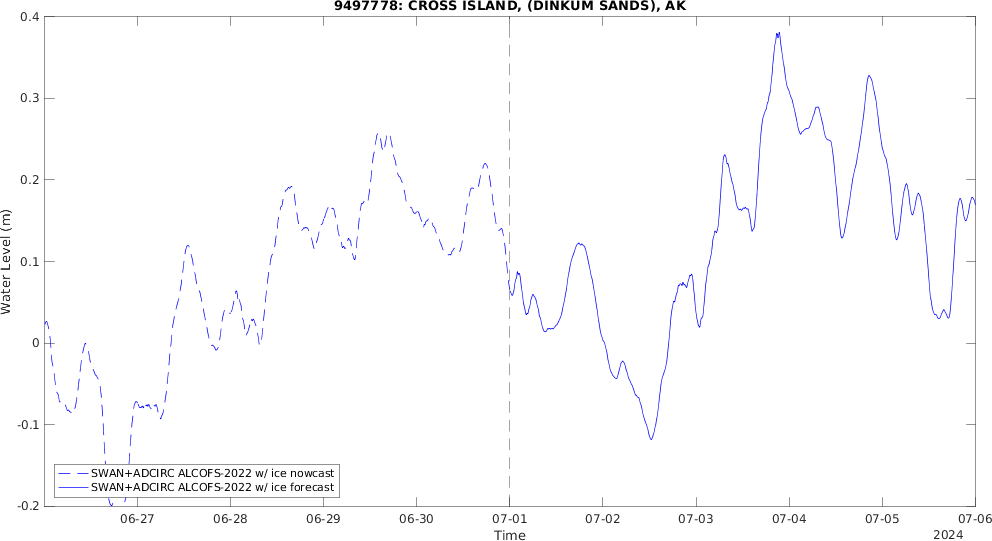 9497778: CROSS ISLAND, (DINKUM SANDS), AK
Water Level (m)
0.4
0.3
0.2
0.1
0
-0.1
-0.2
SWAN+ADCIRC ALCOFS-2022 w/ ice nowcast
SWAN+ADCIRC ALCOFS-2022 w/ ice forecast
06-27 06-28 06-29 06-30 07-01 07-02 07-03 07-04 07-05 07-06
Time
2024